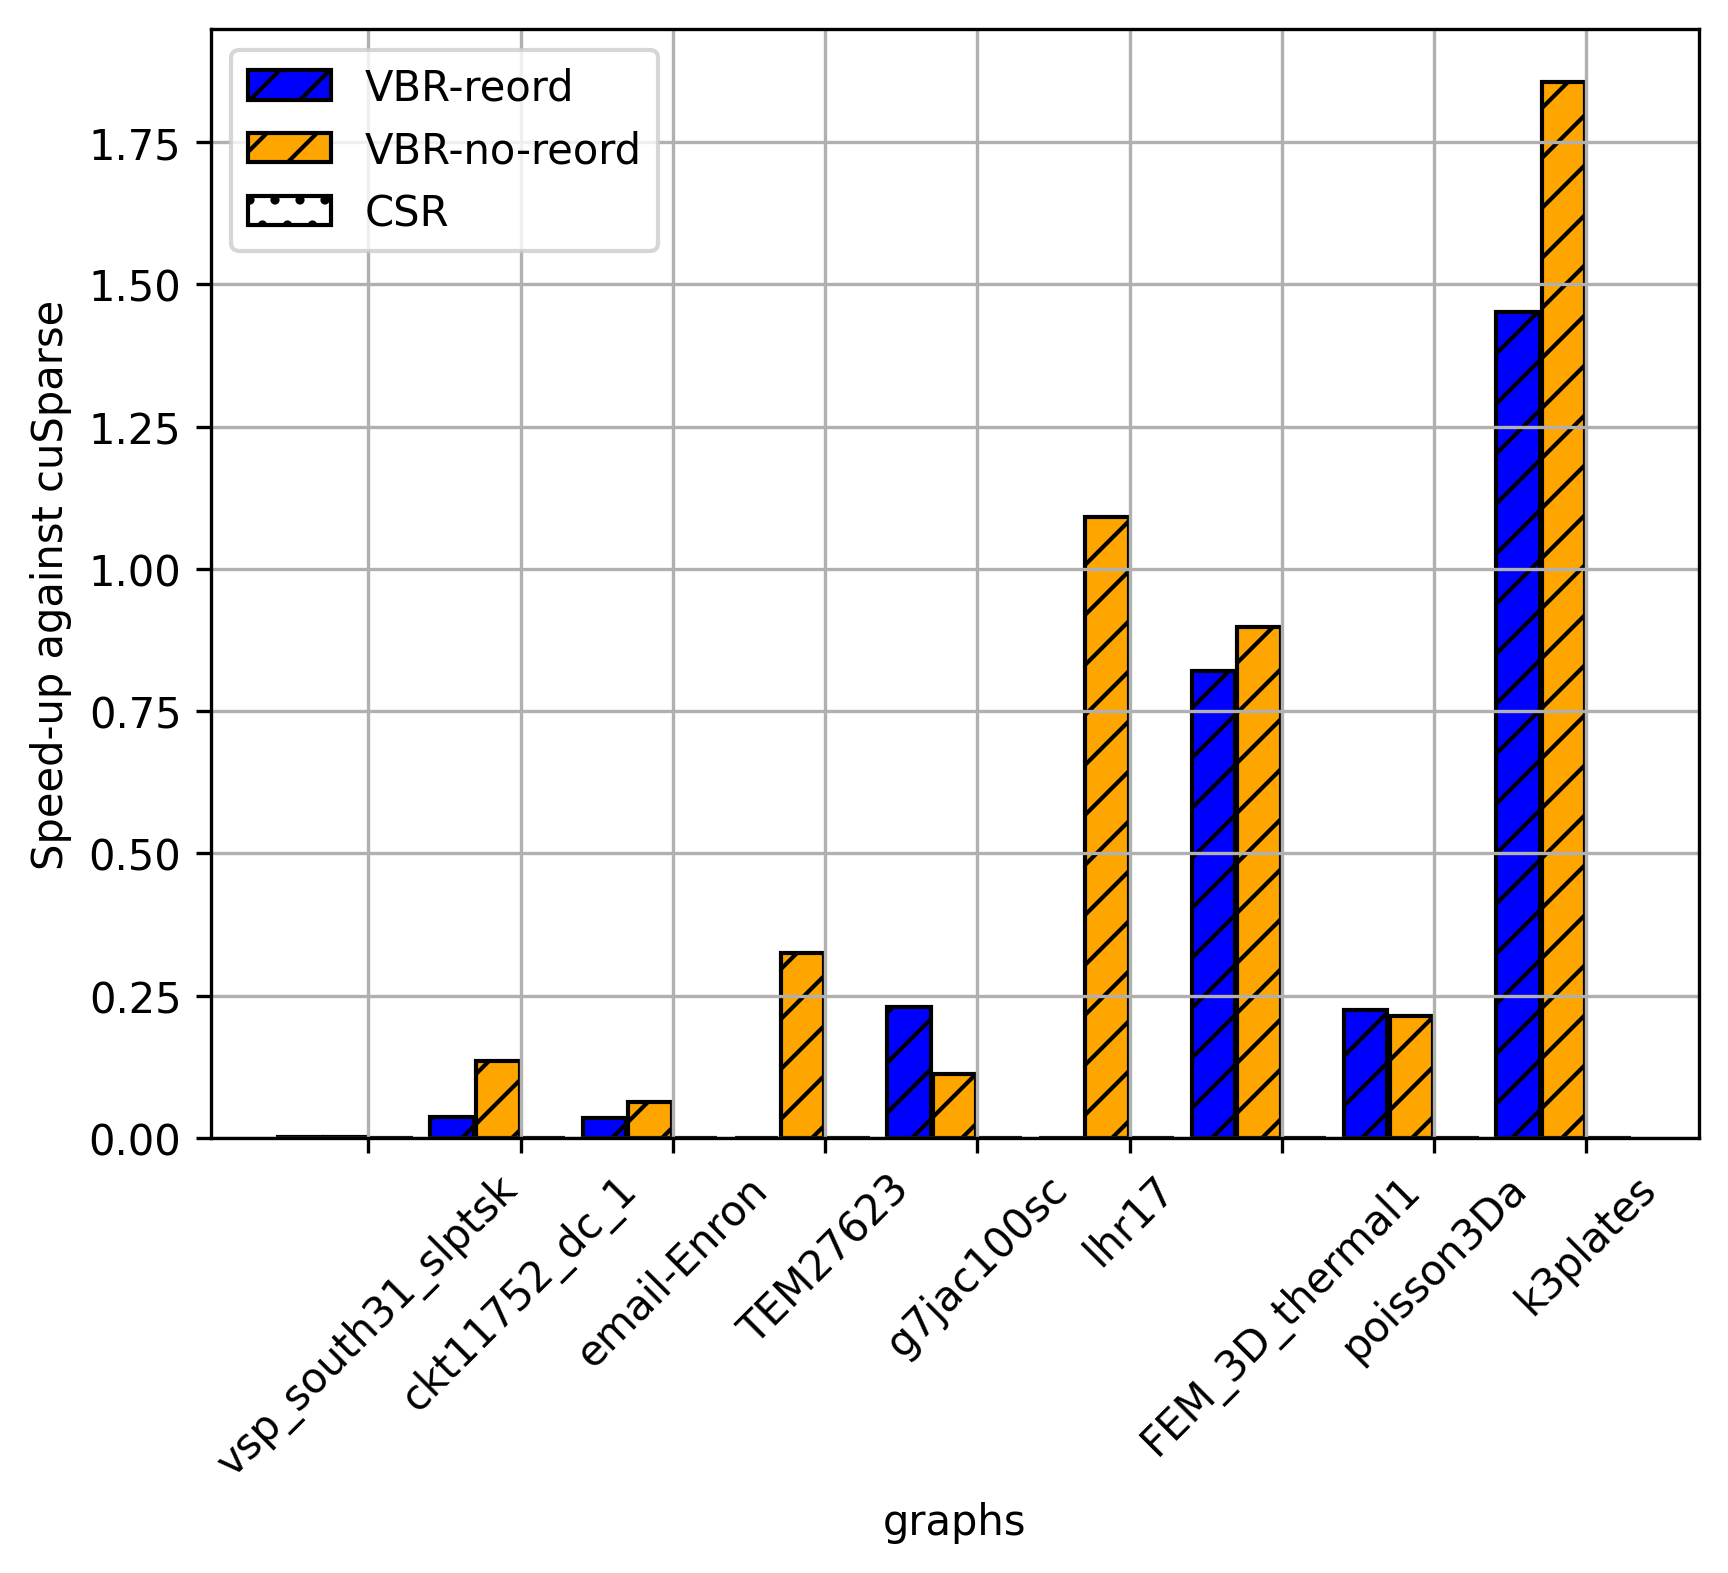 VBR-reord
VBR-no-reord
CSR
Speed-up against cuSparse
1.75
1.50
1.25
1.00
0.75
0.50
0.25
0.00
vsp_south31_slptsk
ckt11752_dc_1
email-Enron
TEM27623
g7jac100sc
lhr17
FEM_3D_thermal1
poisson3Da
k3plates
graphs